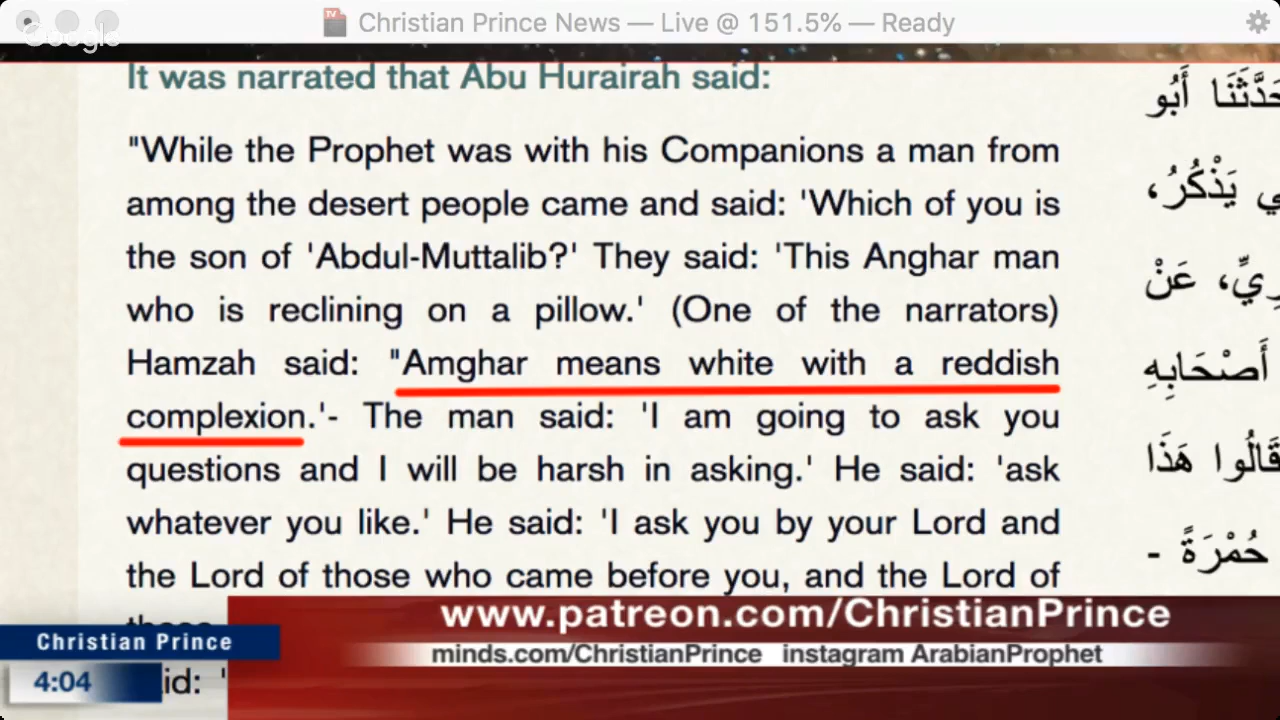 Christian Prince News — Live @ 151.5% — Ready
Google
It was narrated that Abu Hurairah said:
"While the Prophet was with his Companions a man from
among the desert people came and said: 'Which of you is
the son of 'Abdul-Muttalib?' They said: 'This Anghar man
who is reclining on a pillow.' (One of the narrators)
Hamzah said: "Amghar means white with a reddish
complexion.'- The man said: 'I am going to ask you
questions and I will be harsh in asking.' He said: 'ask
whatever you like.' He said: 'I ask you by your Lord and
the Lord of those who came before you, and the Lord of
id: '
حَدَّثَنَا أَبُو
يَذْكُرُ،
عَنْ
أَصْحَابِهِ
قَالُوا هَذَا
حُمْرَةً -
www.patreon.com/ChristianPrince
minds.com/ChristianPrince instagram ArabianProphet
Christian Prince
4:04